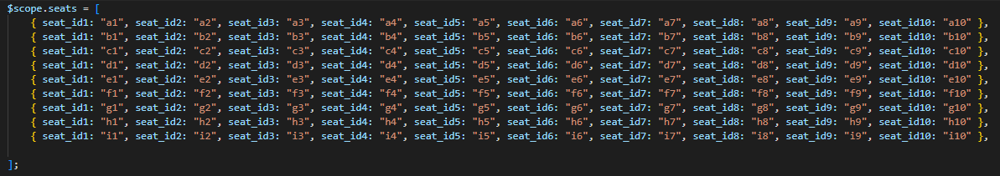 $scope.seats = [
{ seat_id1: "a1", seat_id2: "a2", seat_id3: "a3", seat_id4: "a4", seat_id5: "a5", seat_id6: "a6", seat_id7: "a7", seat_id8: "a8", seat_id9: "a9", seat_id10: "a10" },
{ seat_id1: "b1", seat_id2: "b2", seat_id3: "b3", seat_id4: "b4", seat_id5: "b5", seat_id6: "b6", seat_id7: "b7", seat_id8: "b8", seat_id9: "b9", seat_id10: "b10" },
{ seat_id1: "c1", seat_id2: "c2", seat_id3: "c3", seat_id4: "c4", seat_id5: "c5", seat_id6: "c6", seat_id7: "c7", seat_id8: "c8", seat_id9: "c9", seat_id10: "c10" },
{ seat_id1: "d1", seat_id2: "d2", seat_id3: "d3", seat_id4: "d4", seat_id5: "d5", seat_id6: "d6", seat_id7: "d7", seat_id8: "d8", seat_id9: "d9", seat_id10: "d10" },
{ seat_id1: "e1", seat_id2: "e2", seat_id3: "e3", seat_id4: "e4", seat_id5: "e5", seat_id6: "e6", seat_id7: "e7", seat_id8: "e8", seat_id9: "e9", seat_id10: "e10" },
{ seat_id1: "f1", seat_id2: "f2", seat_id3: "f3", seat_id4: "f4", seat_id5: "f5", seat_id6: "f6", seat_id7: "f7", seat_id8: "f8", seat_id9: "f9", seat_id10: "f10" },
{ seat_id1: "g1", seat_id2: "g2", seat_id3: "g3", seat_id4: "g4", seat_id5: "g5", seat_id6: "g6", seat_id7: "g7", seat_id8: "g8", seat_id9: "g9", seat_id10: "g10" },
{ seat_id1: "h1", seat_id2: "h2", seat_id3: "h3", seat_id4: "h4", seat_id5: "h5", seat_id6: "h6", seat_id7: "h7", seat_id8: "h8", seat_id9: "h9", seat_id10: "h10" },
{ seat_id1: "i1", seat_id2: "i2", seat_id3: "i3", seat_id4: "i4", seat_id5: "i5", seat_id6: "i6", seat_id7: "i7", seat_id8: "i8", seat_id9: "i9", seat_id10: "i10" },
];